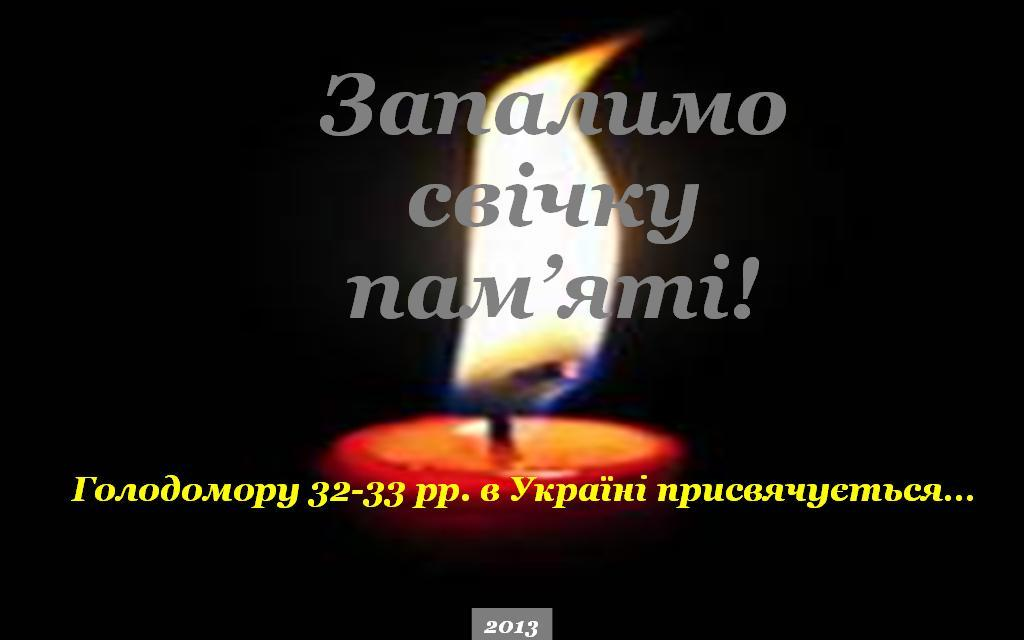 Запалимо
свічку
пам’яті!
Голодомору 32-33 рр. в Україні присвячується...
2013